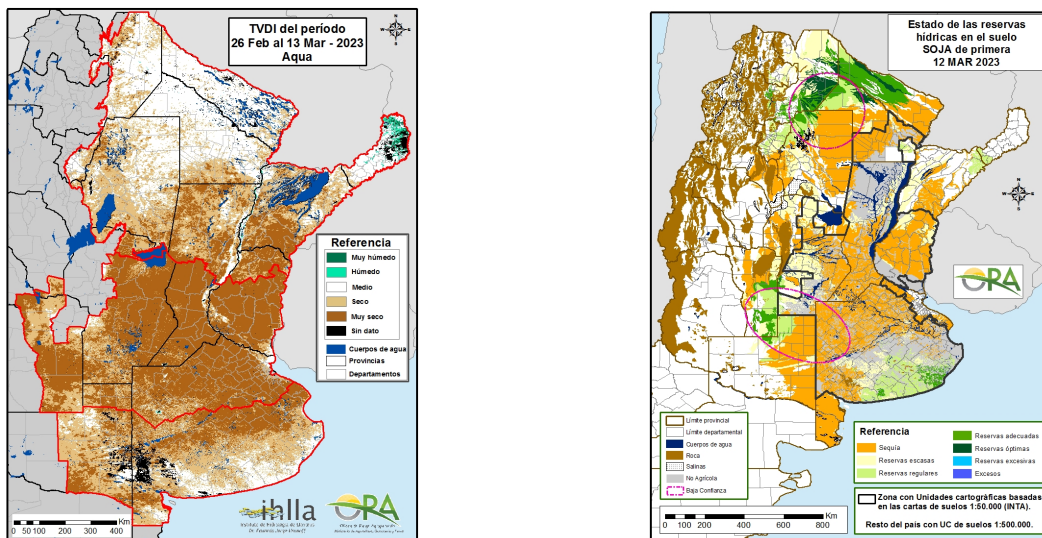 TVDI del período
26 Feb al 13 Mar - 2023
Aqua
Referencia
Muy húmedo
Húmedo
Medio
Seco
Muy seco
Sin dato
Cuerpos de agua
Provincias
Departamentos
0 50 100 200 300 400 Km
ihlla
ORA
Estado de las reservas
hídricas en el suelo
SOJA de primera
12 MAR 2023
ORA
Límite provincial
Límite departamental
Cuerpos de agua
Roca
Salinas
No Agrícola
Baja Confianza
Referencia
Sequía
Reservas escasas
Reservas regulares
Reservas adecuadas
Reservas óptimas
Reservas excesivas
Excesos
Zona con Unidades cartográficas basadas
en las cartas de suelos 1:50.000 (INTA).
Resto del país con UC de suelos 1:500.000.
0 100 200 400 600 800 Km